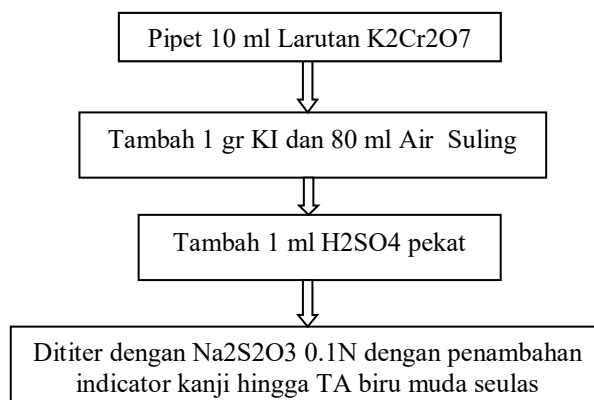 Pipet 10 ml Larutan K2Cr2O7
Tambah 1 gr KI dan 80 ml Air Suling
Tambah 1 ml H2SO4 pekat
Dititer dengan Na2S2O3 0.1N dengan penambahan
indicator kanji hingga TA biru muda seulas